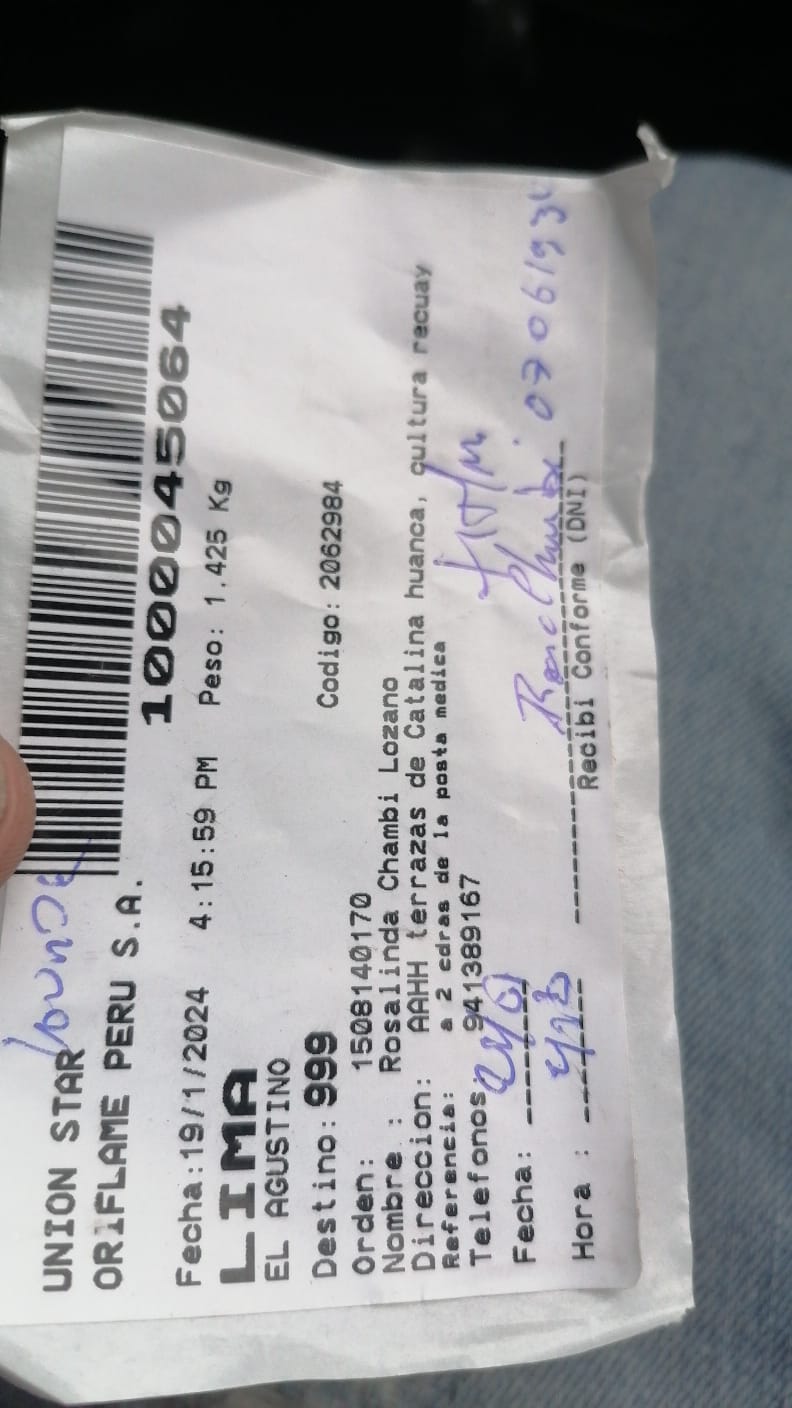 UNION STAR
ORIFLAME PERU S.A.
1000045064
Fecha:19/1/2024 4:15:59 PM Peso: 1.425 Kg
LIMA
EL AGUSTINO
Destino: 999 Codigo: 2062984
Orden: 1508140170
Nombre : Rosalinda Chambi Lozano
Direccion: AAHH terrazas de Catalina huanca, cultura recuay
Referencia: a 2 cdras de la posta medica
Telefonos: 941389167
Fecha:
Hora :
Recibi Conforme (DNI)